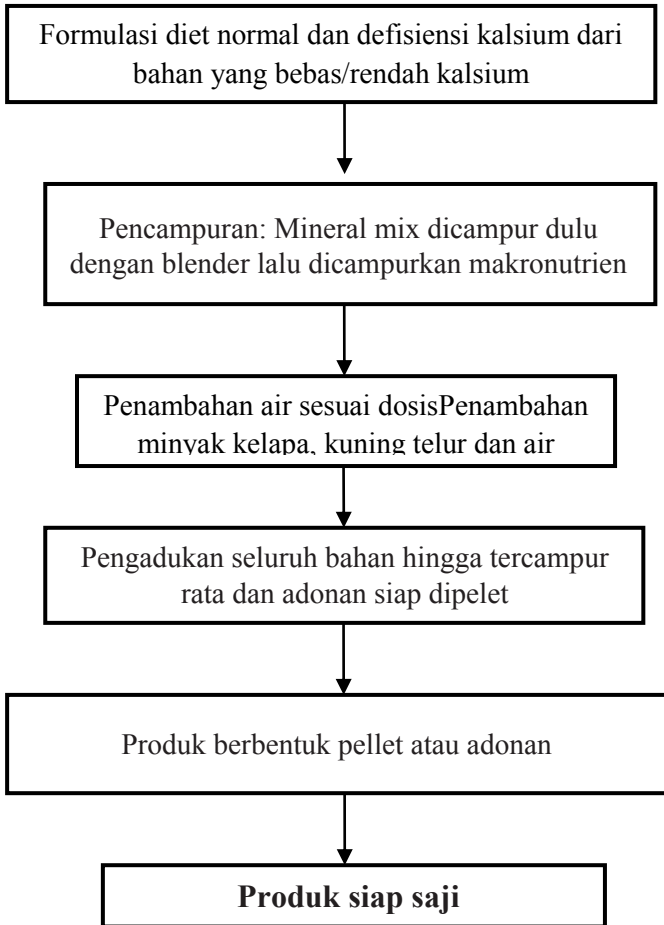 Formulasi diet normal dan defisiensi kalsium dari
bahan yang bebas/rendah kalsium
Pencampuran: Mineral mix dicampur dulu
dengan blender lalu dicampurkan makronutrien
Penambahan air sesuai dosisPenambahan
minyak kelapa, kuning telur dan air
Pengadukan seluruh bahan hingga tercampur
rata dan adonan siap dipelet
Produk berbentuk pellet atau adonan
Produk siap saji